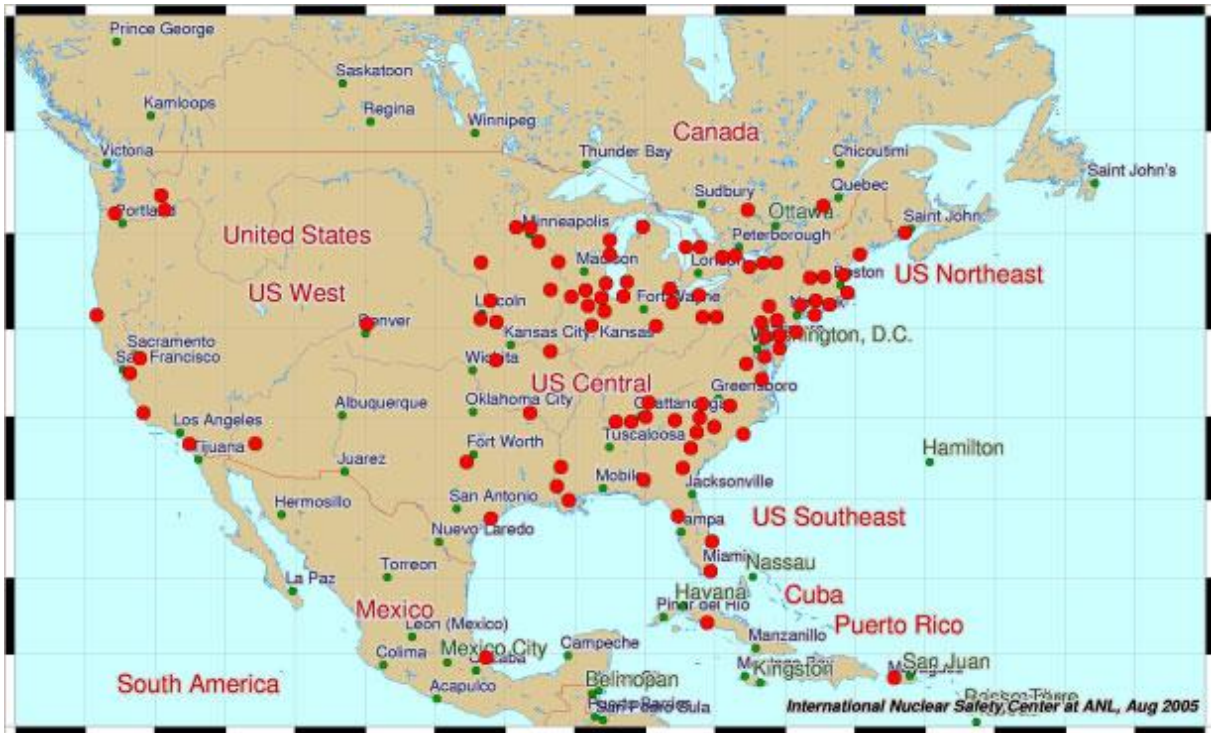 Prince George
Saskatoon
Kamloops
Regina
Winnipeg
Canada
Victoria
Thunder Bay
Chicoutimi
Saint John's
Sudbury
Quebec
Portland
Ottawa
Saint John
Minneapolis
United States
Peterborough
Madison
London
Boston
US Northeast
US West
Lincoln
Fort Wayne
Denver
Kansas City, Kansas
Washington, D.C.
Sacramento
San Francisco
Wichita
US Central
Greensboro
Albuquerque
Oklahoma City
Chattanooga
Los Angeles
Tijuana
Fort Worth
Tuscaloosa
Hamilton
Juarez
Mobile
Jacksonville
Hermosillo
San Antonio
US Southeast
Nuevo Laredo
Tampa
Miami
Nassau
Torreon
La Paz
Havana
Cuba
Mexico
Pinar del Rio
Leon (Mexico)
Puerto Rico
Manzanillo
Mexico City
Campeche
Colima
San Juan
Kingston
South America
Belmopan
Acapulco
San Pedro Sula
International Nuclear Safety Center at ANL, Aug 2005